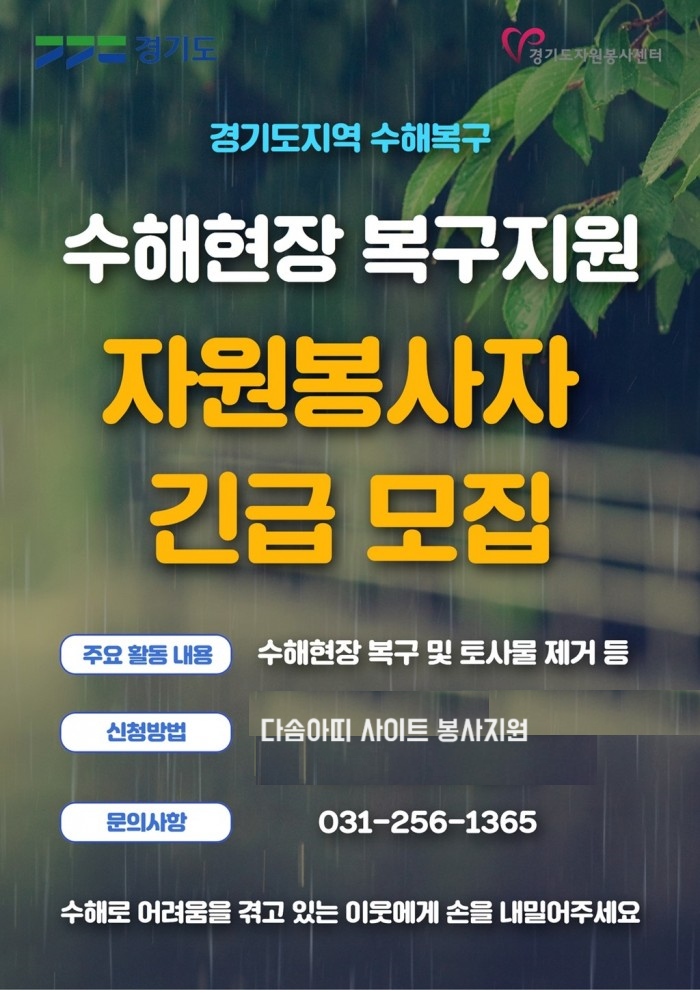 경기도
경기도자원봉사센터
경기도지역 수해복구
수해현장 복구지원
자원봉사자
긴급 모집
주요 활동 내용 수해현장 복구 및 토사물 제거 등
신청방법 다솜아띠 사이트 봉사지원
문의사항 031-256-1365
수해로 어려움을 겪고 있는 이웃에게 손을 내밀어주세요